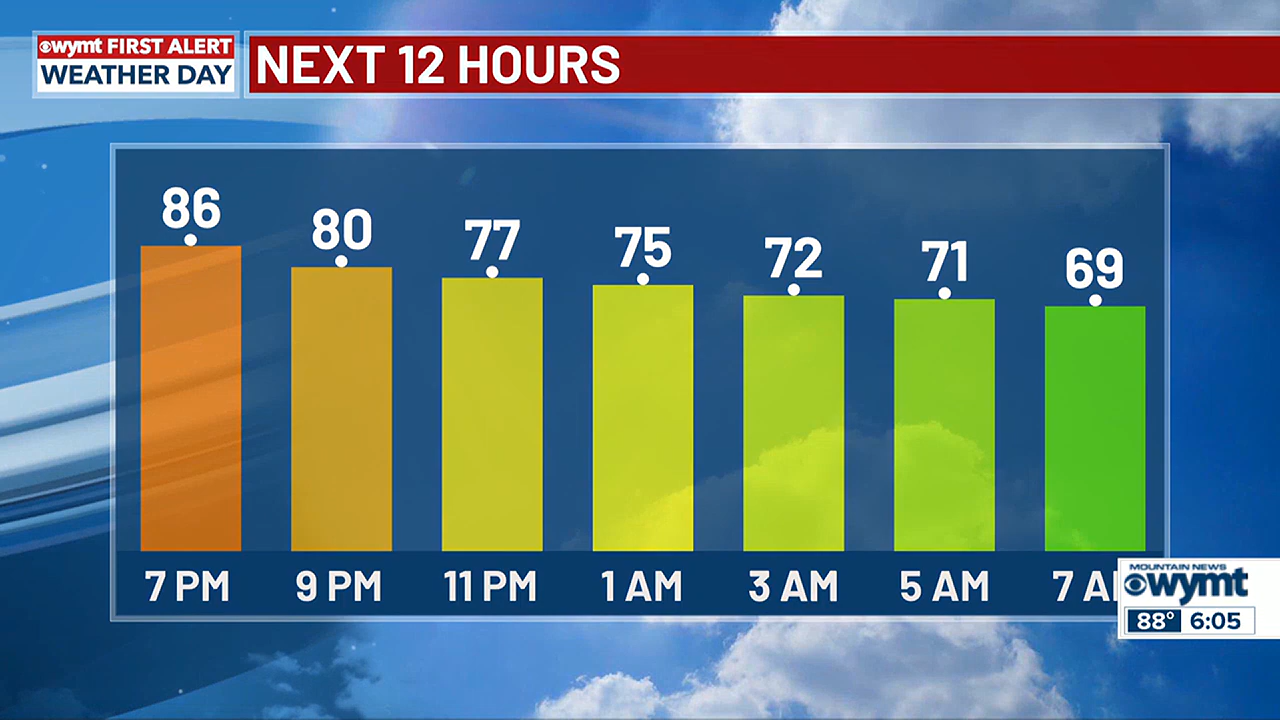 wymt FIRST ALERT
WEATHER DAY
NEXT 12 HOURS
86
80
77
75
72
71
69
7 PM
9 PM
11 PM
1 AM
3 AM
5 AM
7 A
MOUNTAIN NEWS
wymt
88° 6:05